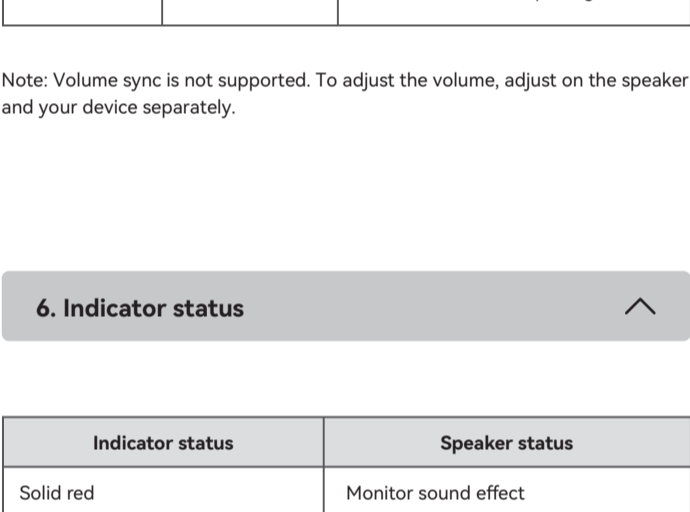 Note: Volume sync is not supported. To adjust the volume, adjust on the speaker
and your device separately.
6. Indicator status
Indicator status
Speaker status
Solid red
Monitor sound effect